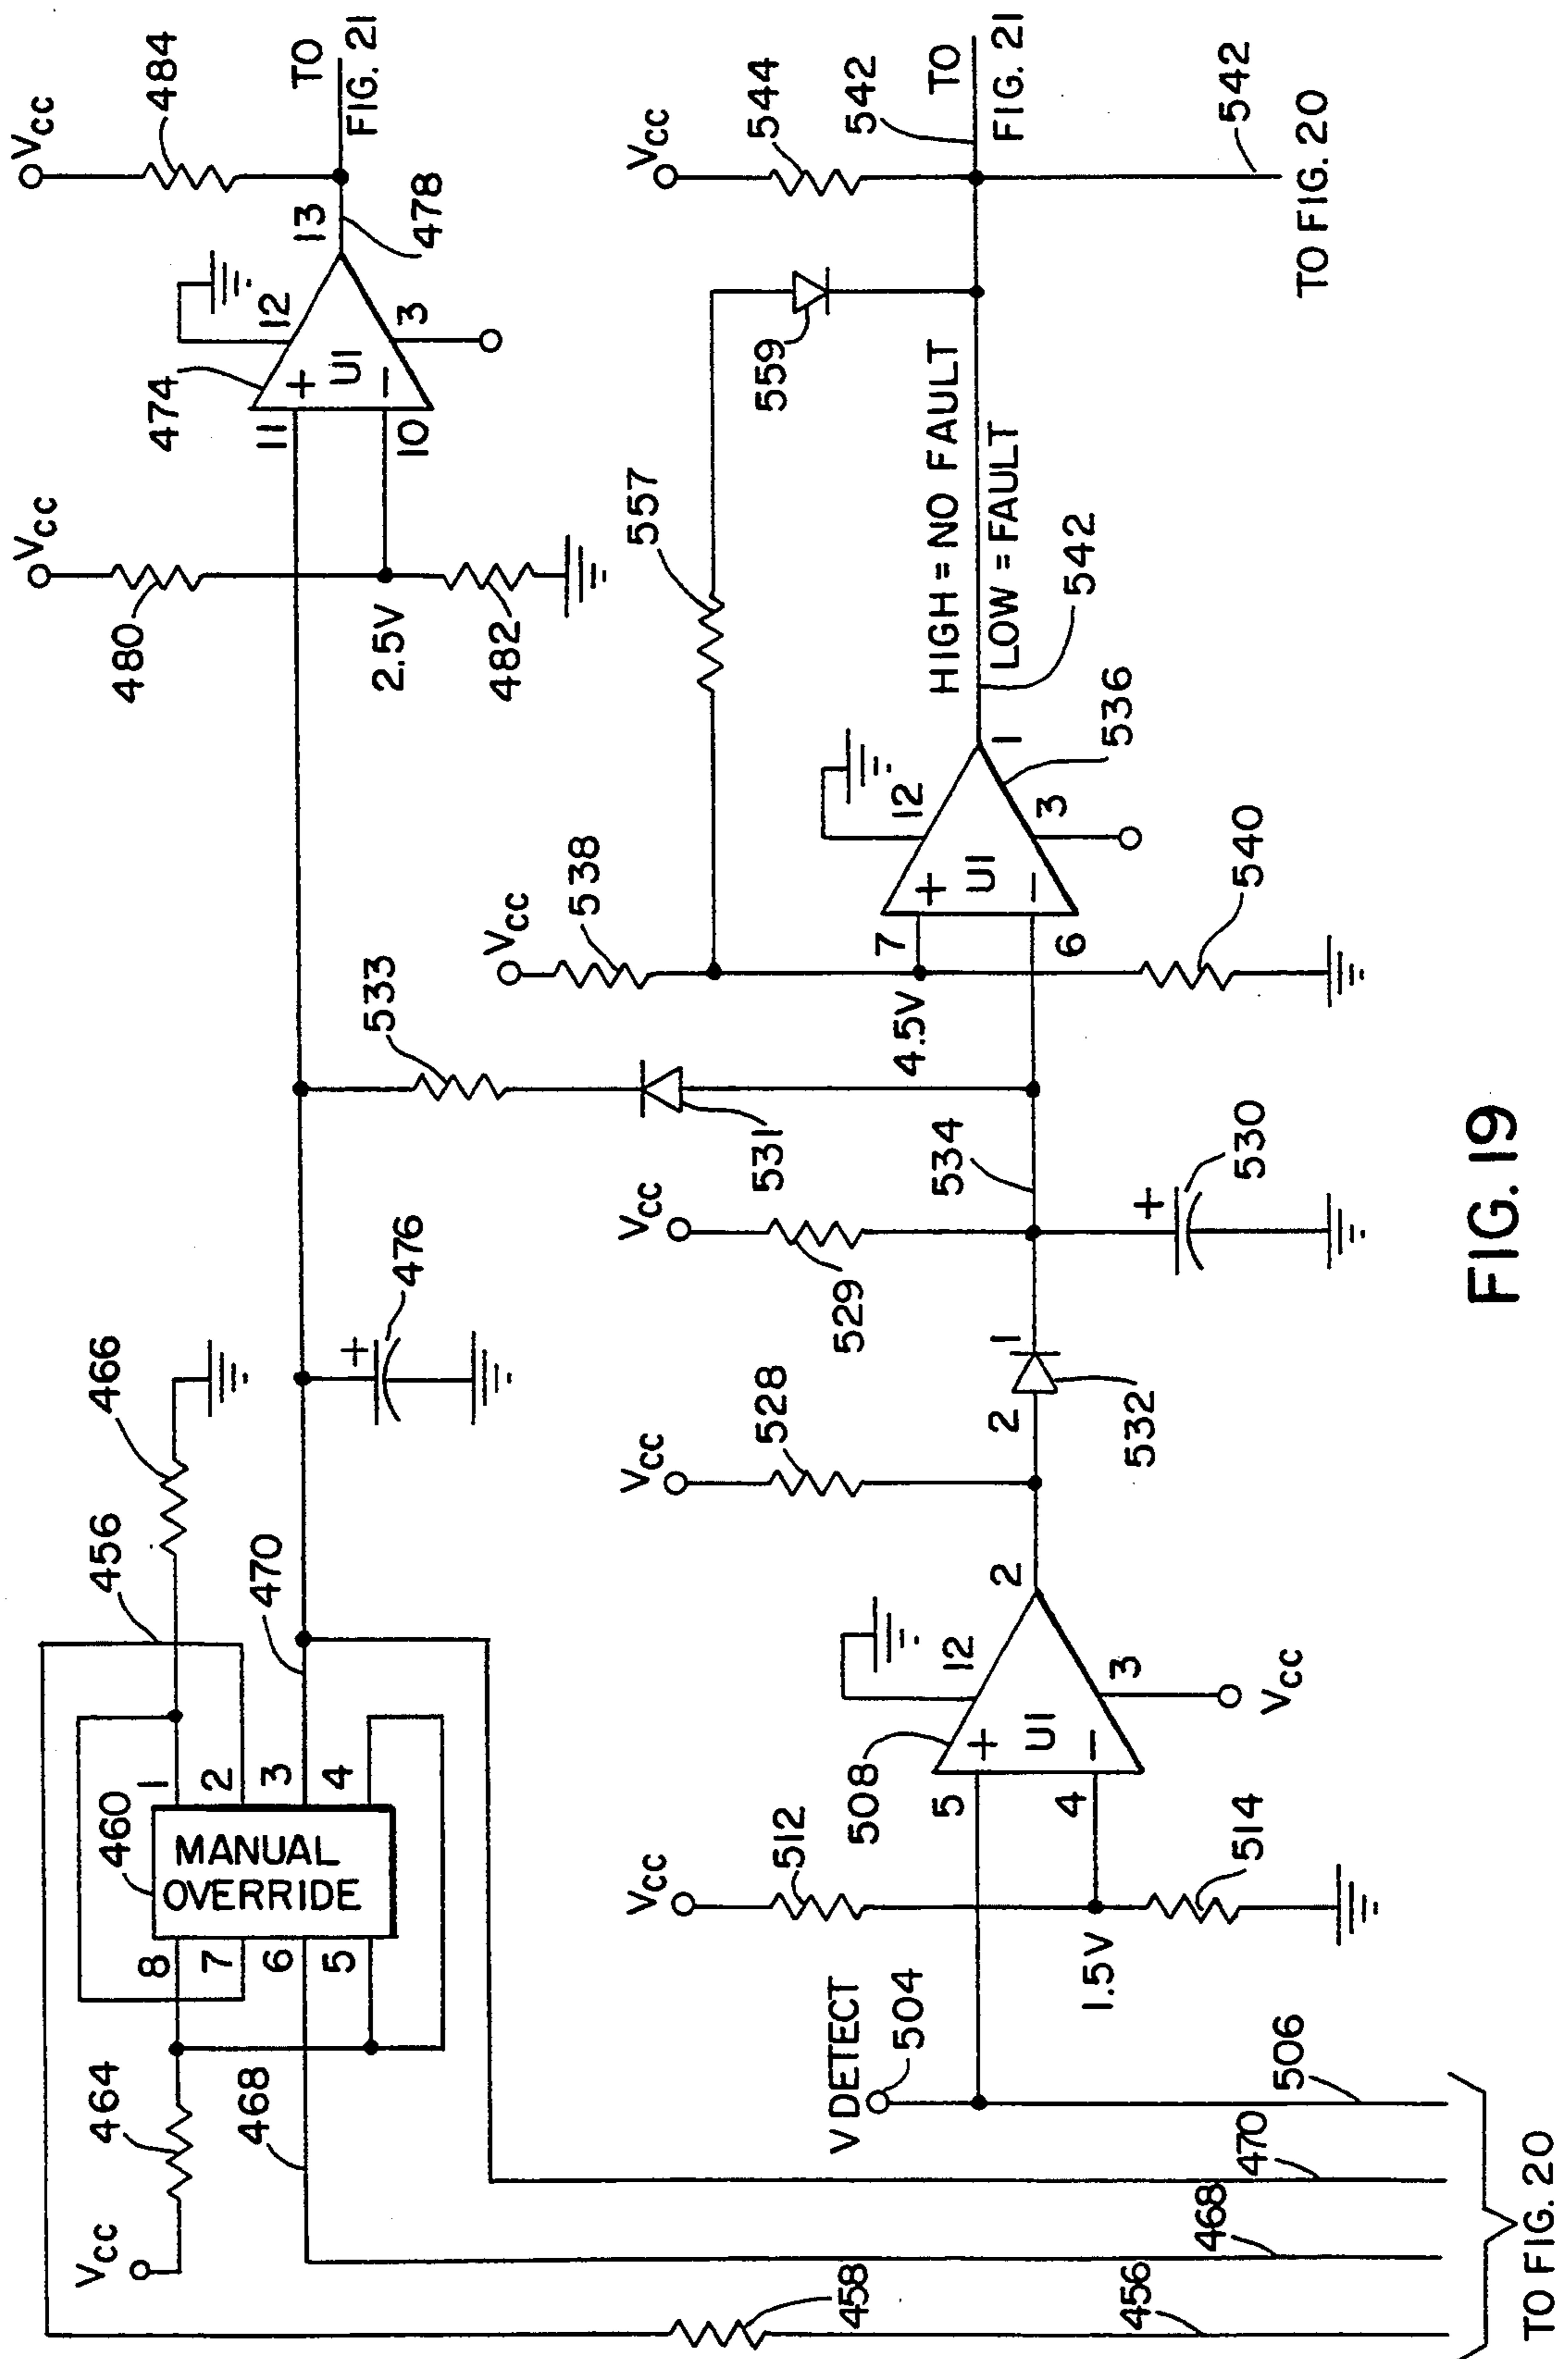 VCC
484
TO
FIG. 21
13
478
12
474
+
U1
−
3
11
10
VCC
480
2.5V
482
VCC
464
8
7
6
5
460
MANUAL
OVERRIDE
1
2
3
4
456
466
470
468
+
476
533
531
VCC
544
542
TO
FIG. 21
542
TO FIG. 20
557
559
HIGH = NO FAULT
LOW = FAULT
542
VCC
538
7
12
+
U1
−
1
536
3
6
4.5V
540
VCC
529
534
+
530
VCC
528
2
1
532
2
12
508
+
U1
−
3
VCC
5
4
VCC
512
1.5V
514
V DETECT
504
506
470
468
458
456
TO FIG. 20
FIG. 19